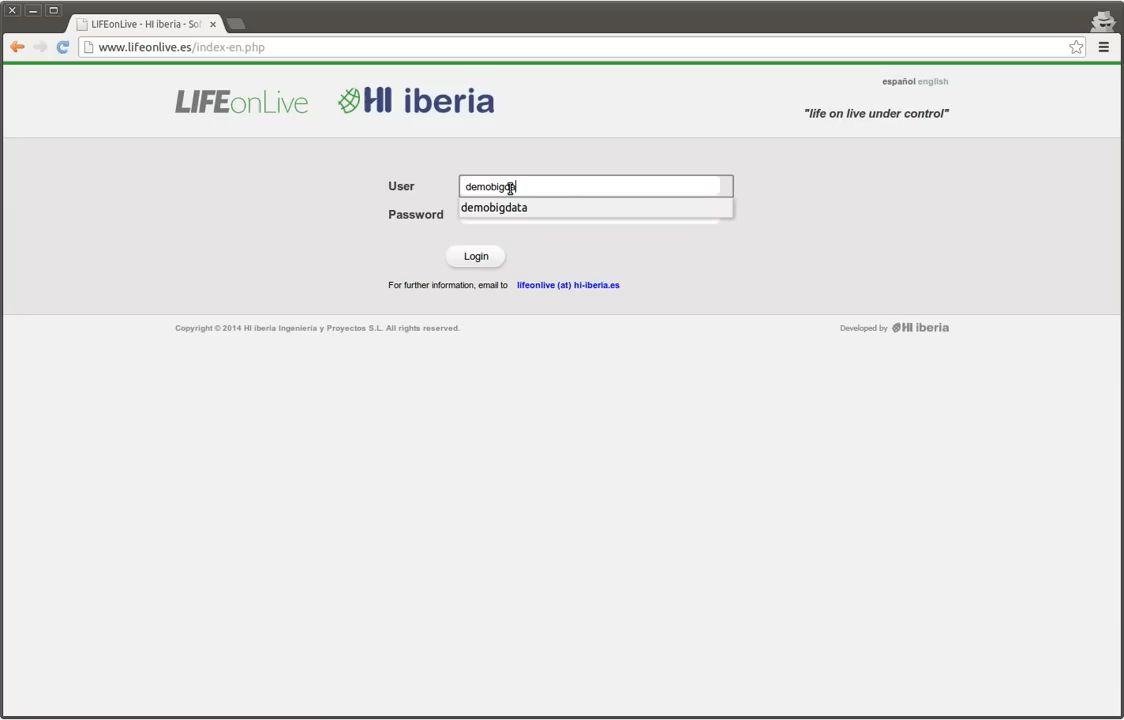 LIFEonLive - HI iberia - Sol
www.lifeonlive.es/index-en.php
LIFEonLive HI iberia
español english
"life on live under control"
User demobigda
demobigdata
Password
Login
For further information, email to lifeonlive (at) hi-iberia.es
Copyright © 2014 HI iberia Ingeniería y Proyectos S.L. All rights reserved. Developed by HI iberia